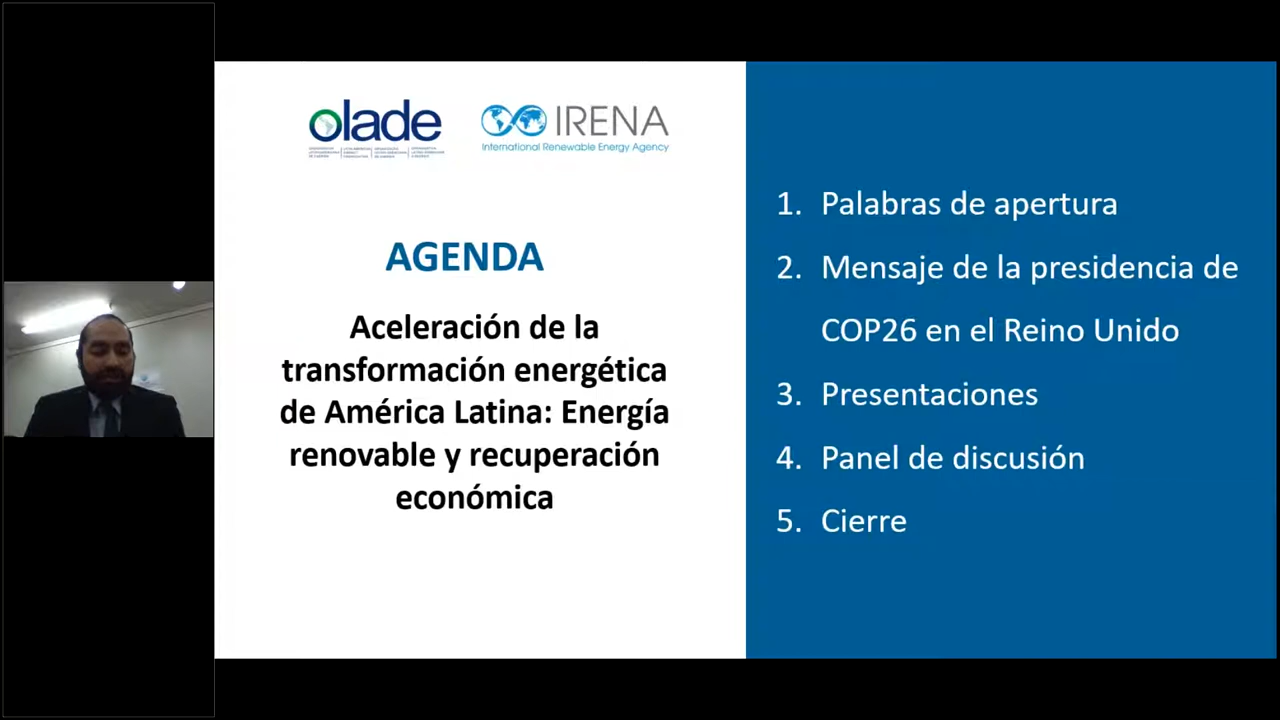 olade
IRENA
International Renewable Energy Agency
AGENDA
Aceleración de la
transformación energética
de América Latina: Energía
renovable y recuperación
económica
1. Palabras de apertura
2. Mensaje de la presidencia de
COP26 en el Reino Unido
3. Presentaciones
4. Panel de discusión
5. Cierre